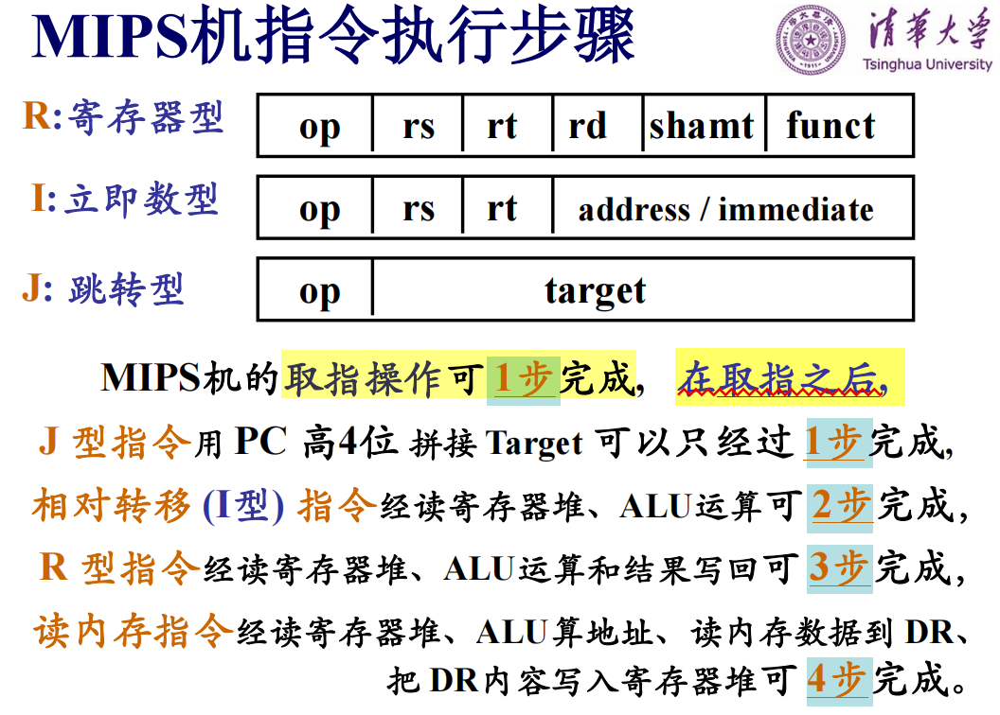 MIPS机指令执行步骤
清华大学
Tsinghua University
R:寄存器型
op rs rt rd shamt funct
I:立即数型
op rs rt address / immediate
J: 跳转型
op target
MIPS机的取指操作可1步完成, 在取指之后,
J 型指令用 PC 高4位 拼接 Target 可以只经过 1步完成,
相对转移 (I型) 指令经读寄存器堆、ALU运算可 2步完成,
R 型指令经读寄存器堆、ALU运算和结果写回可 3步完成,
读内存指令经读寄存器堆、ALU算地址、读内存数据到 DR、
把 DR内容写入寄存器堆可 4步完成。